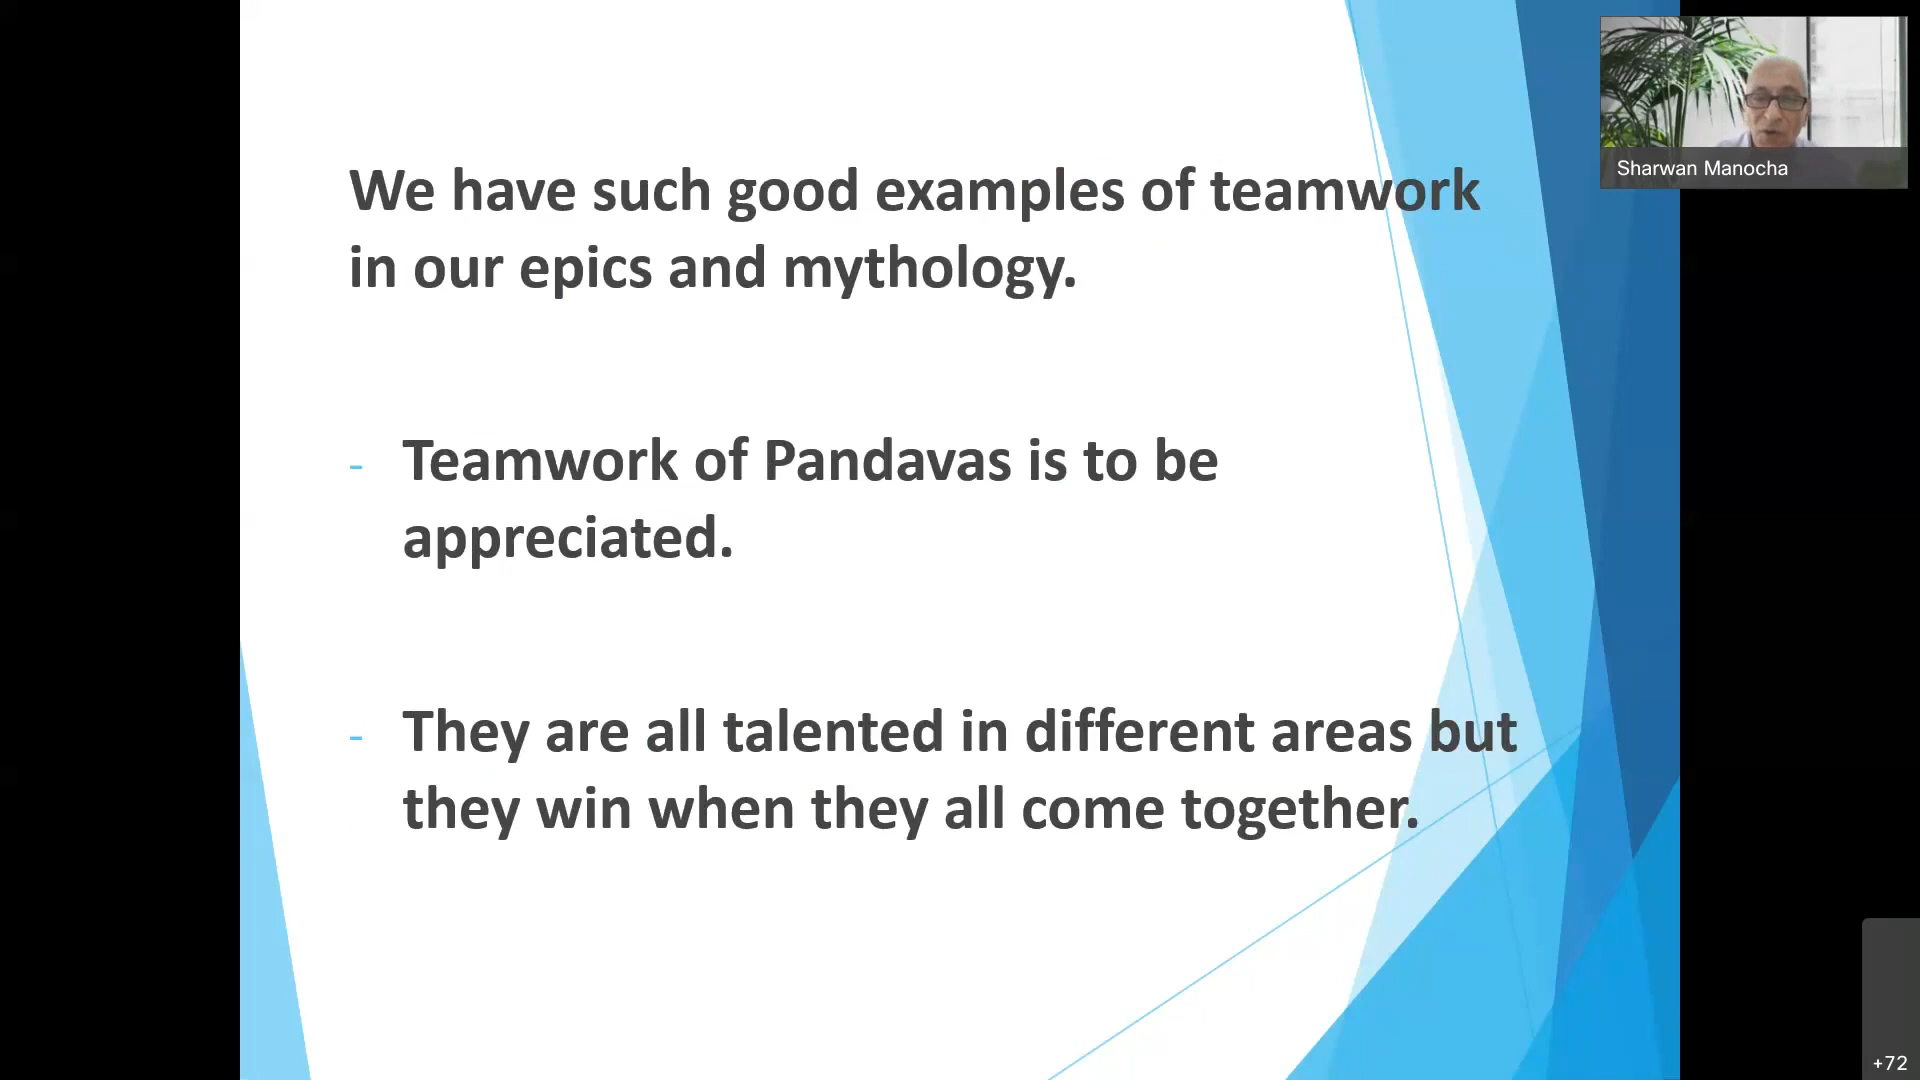 We have such good examples of teamwork
in our epics and mythology.
- Teamwork of Pandavas is to be
appreciated.
- They are all talented in different areas but
they win when they all come together.
Sharwan Manocha
+72